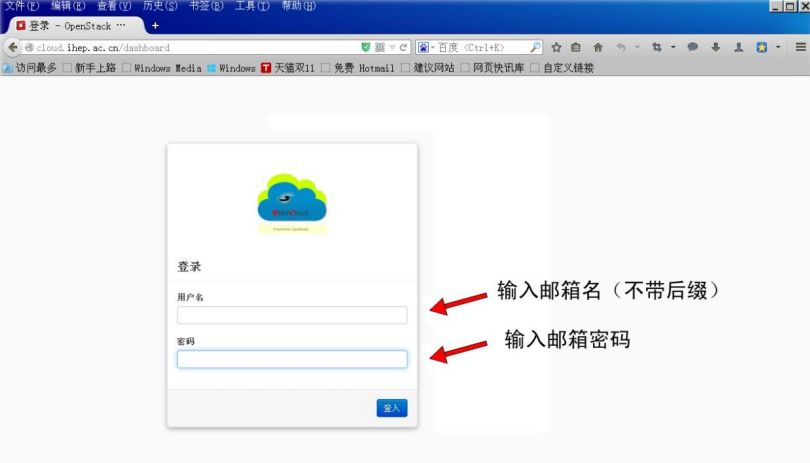 文件(F) 编辑(E) 查看(V) 历史(S) 书签(B) 工具(T) 帮助(H)
登录 - OpenStack ... +
cloud.ihep.ac.cn/dashboard 百度 <Ctrl+K>
访问最多 新手上路 Windows Media Windows 天猫双11 免费 Hotmail 建议网站 网页快讯库 自定义链接
Powered by OpenStack
登录
用户名
输入邮箱名（不带后缀）
密码
输入邮箱密码
登入